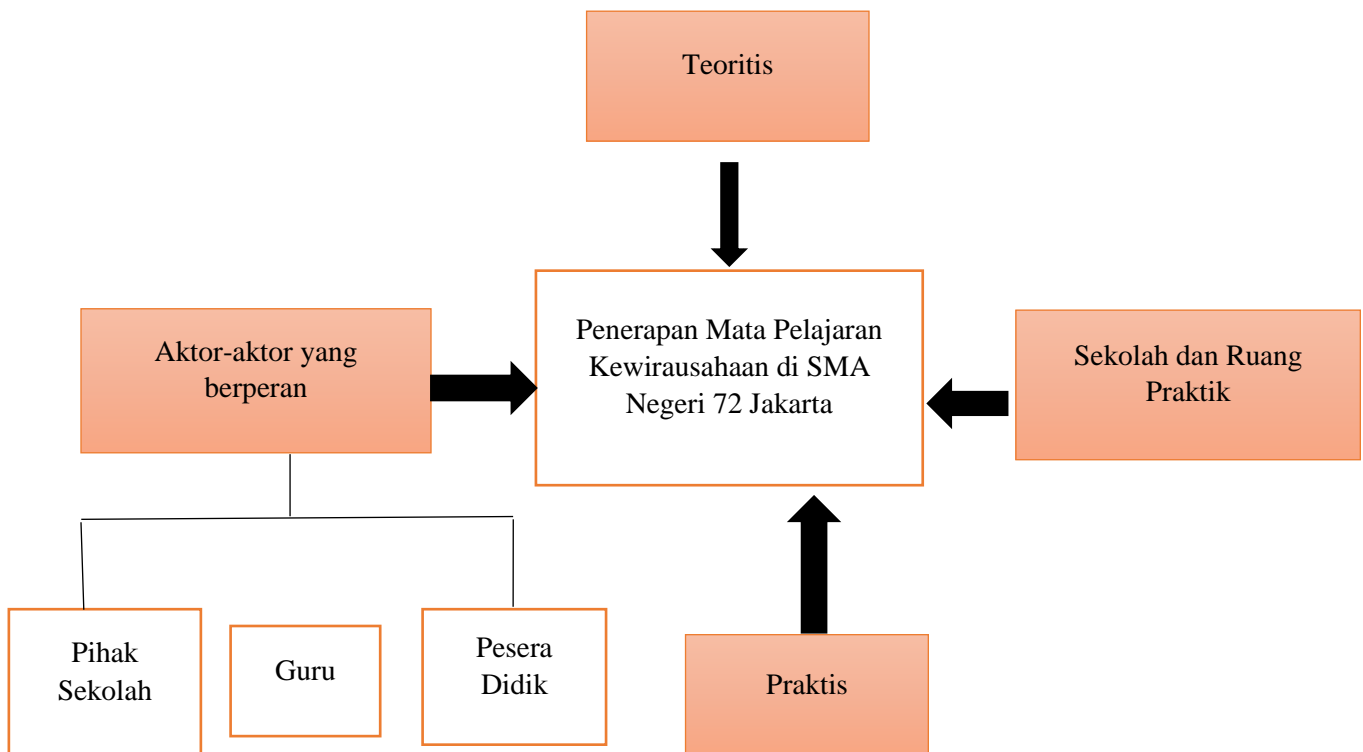 Teoritis
Penerapan Mata Pelajaran
Kewirausahaan di SMA
Negeri 72 Jakarta
Aktor-aktor yang
berperan
Sekolah dan Ruang
Praktik
Pihak
Sekolah
Guru
Pesera
Didik
Praktis